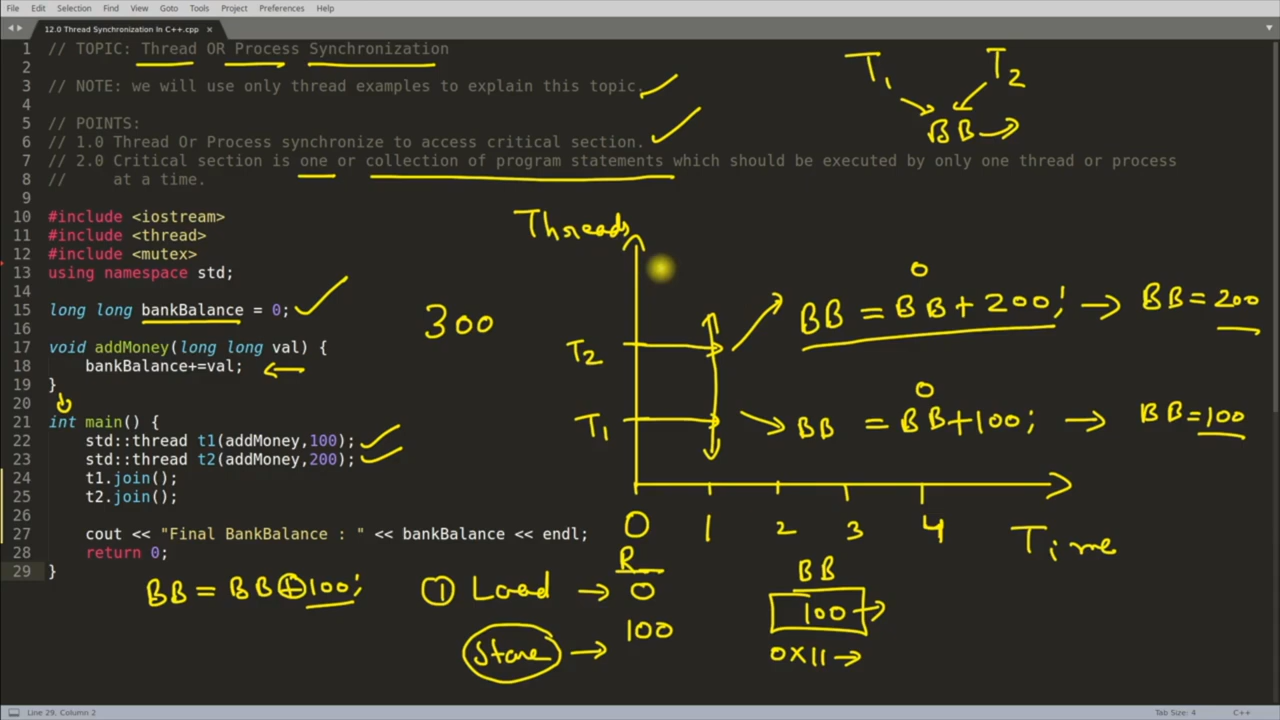 File Edit Selection Find View Goto Tools Project Preferences Help
12.0 Thread Synchronization In C++.cpp ×
1 // TOPIC: Thread OR Process Synchronization
2
3 // NOTE: we will use only thread examples to explain this topic.
4
5 // POINTS:
6 // 1.0 Thread Or Process synchronize to access critical section.
7 // 2.0 Critical section is one or collection of program statements which should be executed by only one thread or process
8 //     at a time.
9
10 #include <iostream>
11 #include <thread>
12 #include <mutex>
13 using namespace std;
14
15 long long bankBalance = 0;
16
17 void addMoney(long long val) {
18     bankBalance+=val;
19 }
20
21 int main() {
22     std::thread t1(addMoney,100);
23     std::thread t2(addMoney,200);
24     t1.join();
25     t2.join();
26
27     cout << "Final BankBalance : " << bankBalance << endl;
28     return 0;
29 }
T1 T2
BB
Threads
300
0
T2 BB = BB + 200; BB = 200
0
T1 BB = BB + 100; BB = 100
0 1 2 3 4 Time
R BB
BB = BB + 100; 1 Load 0 100
Store 100
0x11
Line 29, Column 2 Tab Size: 4 C++